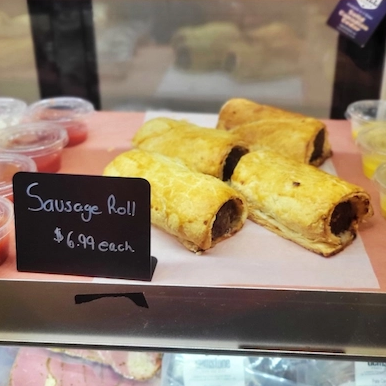 Sausage Roll
$6.99 each